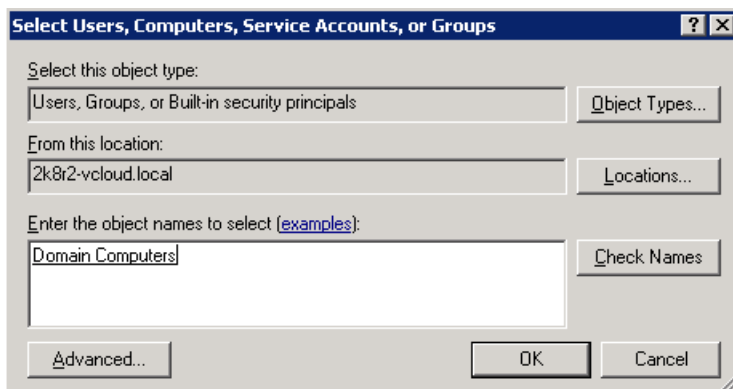 Select Users, Computers, Service Accounts, or Groups
Select this object type:
Users, Groups, or Built-in security principals
Object Types...
From this location:
2k8r2-vcloud.local
Locations...
Enter the object names to select (examples):
Domain Computers
Check Names
Advanced...
OK
Cancel